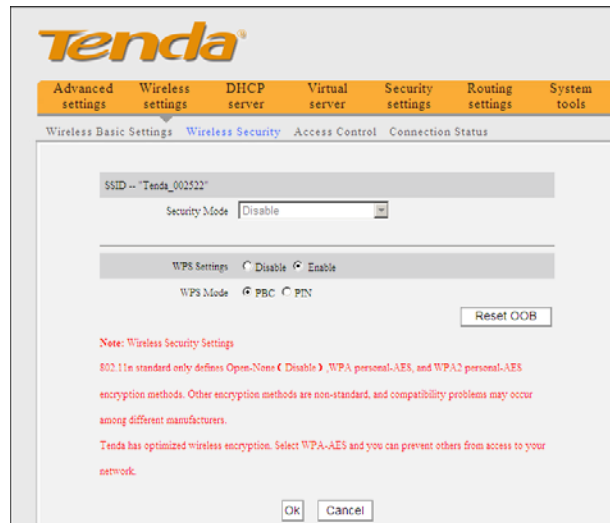 Tenda®
Advanced settings Wireless settings DHCP server Virtual server Security settings Routing settings System tools
Wireless Basic Settings Wireless Security Access Control Connection Status
SSID -- "Tenda_002522"
Security Mode Disable
WPS Settings Disable Enable
WPS Mode PBC PIN
Reset OOB
Note: Wireless Security Settings
802.11n standard only defines Open-None ( Disable ) ,WPA personal-AES, and WPA2 personal-AES
encryption methods. Other encryption methods are non-standard, and compatibility problems may occur
among different manufacturers.
Tenda has optimized wireless encryption. Select WPA-AES and you can prevent others from access to your
network.
Ok Cancel